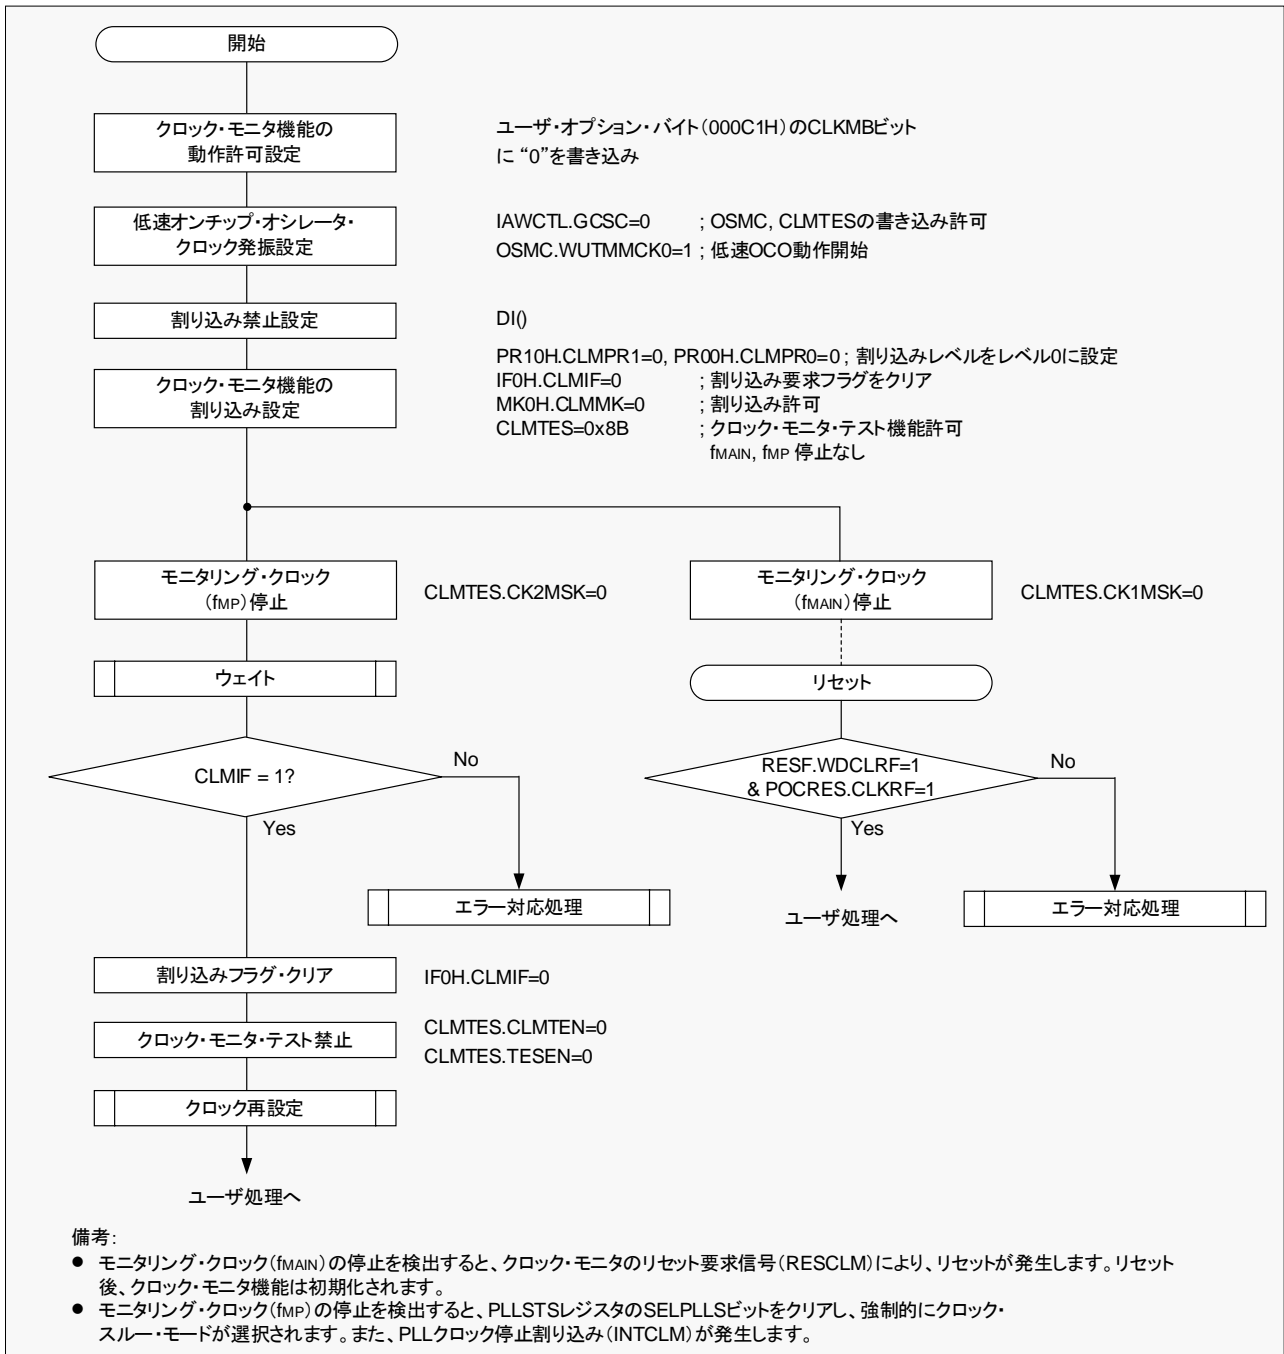 開始
クロック・モニタ機能の
動作許可設定
ユーザ・オプション・バイト(000C1H)のCLKMBビット
に “0”を書き込み
低速オンチップ・オシレータ・
クロック発振設定
IAWCTL.GCSC=0 ; OSMC, CLMTESの書き込み許可
OSMC.WUTMMCK0=1 ; 低速OCO動作開始
割り込み禁止設定
DI()
クロック・モニタ機能の
割り込み設定
PR10H.CLMPR1=0, PR00H.CLMPR0=0 ; 割り込みレベルをレベル0に設定
IF0H.CLMIF=0 ; 割り込み要求フラグをクリア
MK0H.CLMMK=0 ; 割り込み許可
CLMTES=0x8B ; クロック・モニタ・テスト機能許可
fMAIN, fMP 停止なし
モニタリング・クロック
(fMP)停止
CLMTES.CK2MSK=0
モニタリング・クロック
(fMAIN)停止
CLMTES.CK1MSK=0
ウェイト
リセット
CLMIF = 1?
No
Yes
RESF.WDCLRF=1
& POCRES.CLKRF=1
No
Yes
エラー対応処理
ユーザ処理へ
エラー対応処理
割り込みフラグ・クリア
IF0H.CLMIF=0
クロック・モニタ・テスト禁止
CLMTES.CLMTEN=0
CLMTES.TESEN=0
クロック再設定
ユーザ処理へ
備考:
● モニタリング・クロック(fMAIN)の停止を検出すると、クロック・モニタのリセット要求信号(RESCLM)により、リセットが発生します。リセット
後、クロック・モニタ機能は初期化されます。
● モニタリング・クロック(fMP)の停止を検出すると、PLLSTSレジスタのSELPLLSビットをクリアし、強制的にクロック・
スルー・モードが選択されます。また、PLLクロック停止割り込み(INTCLM)が発生します。